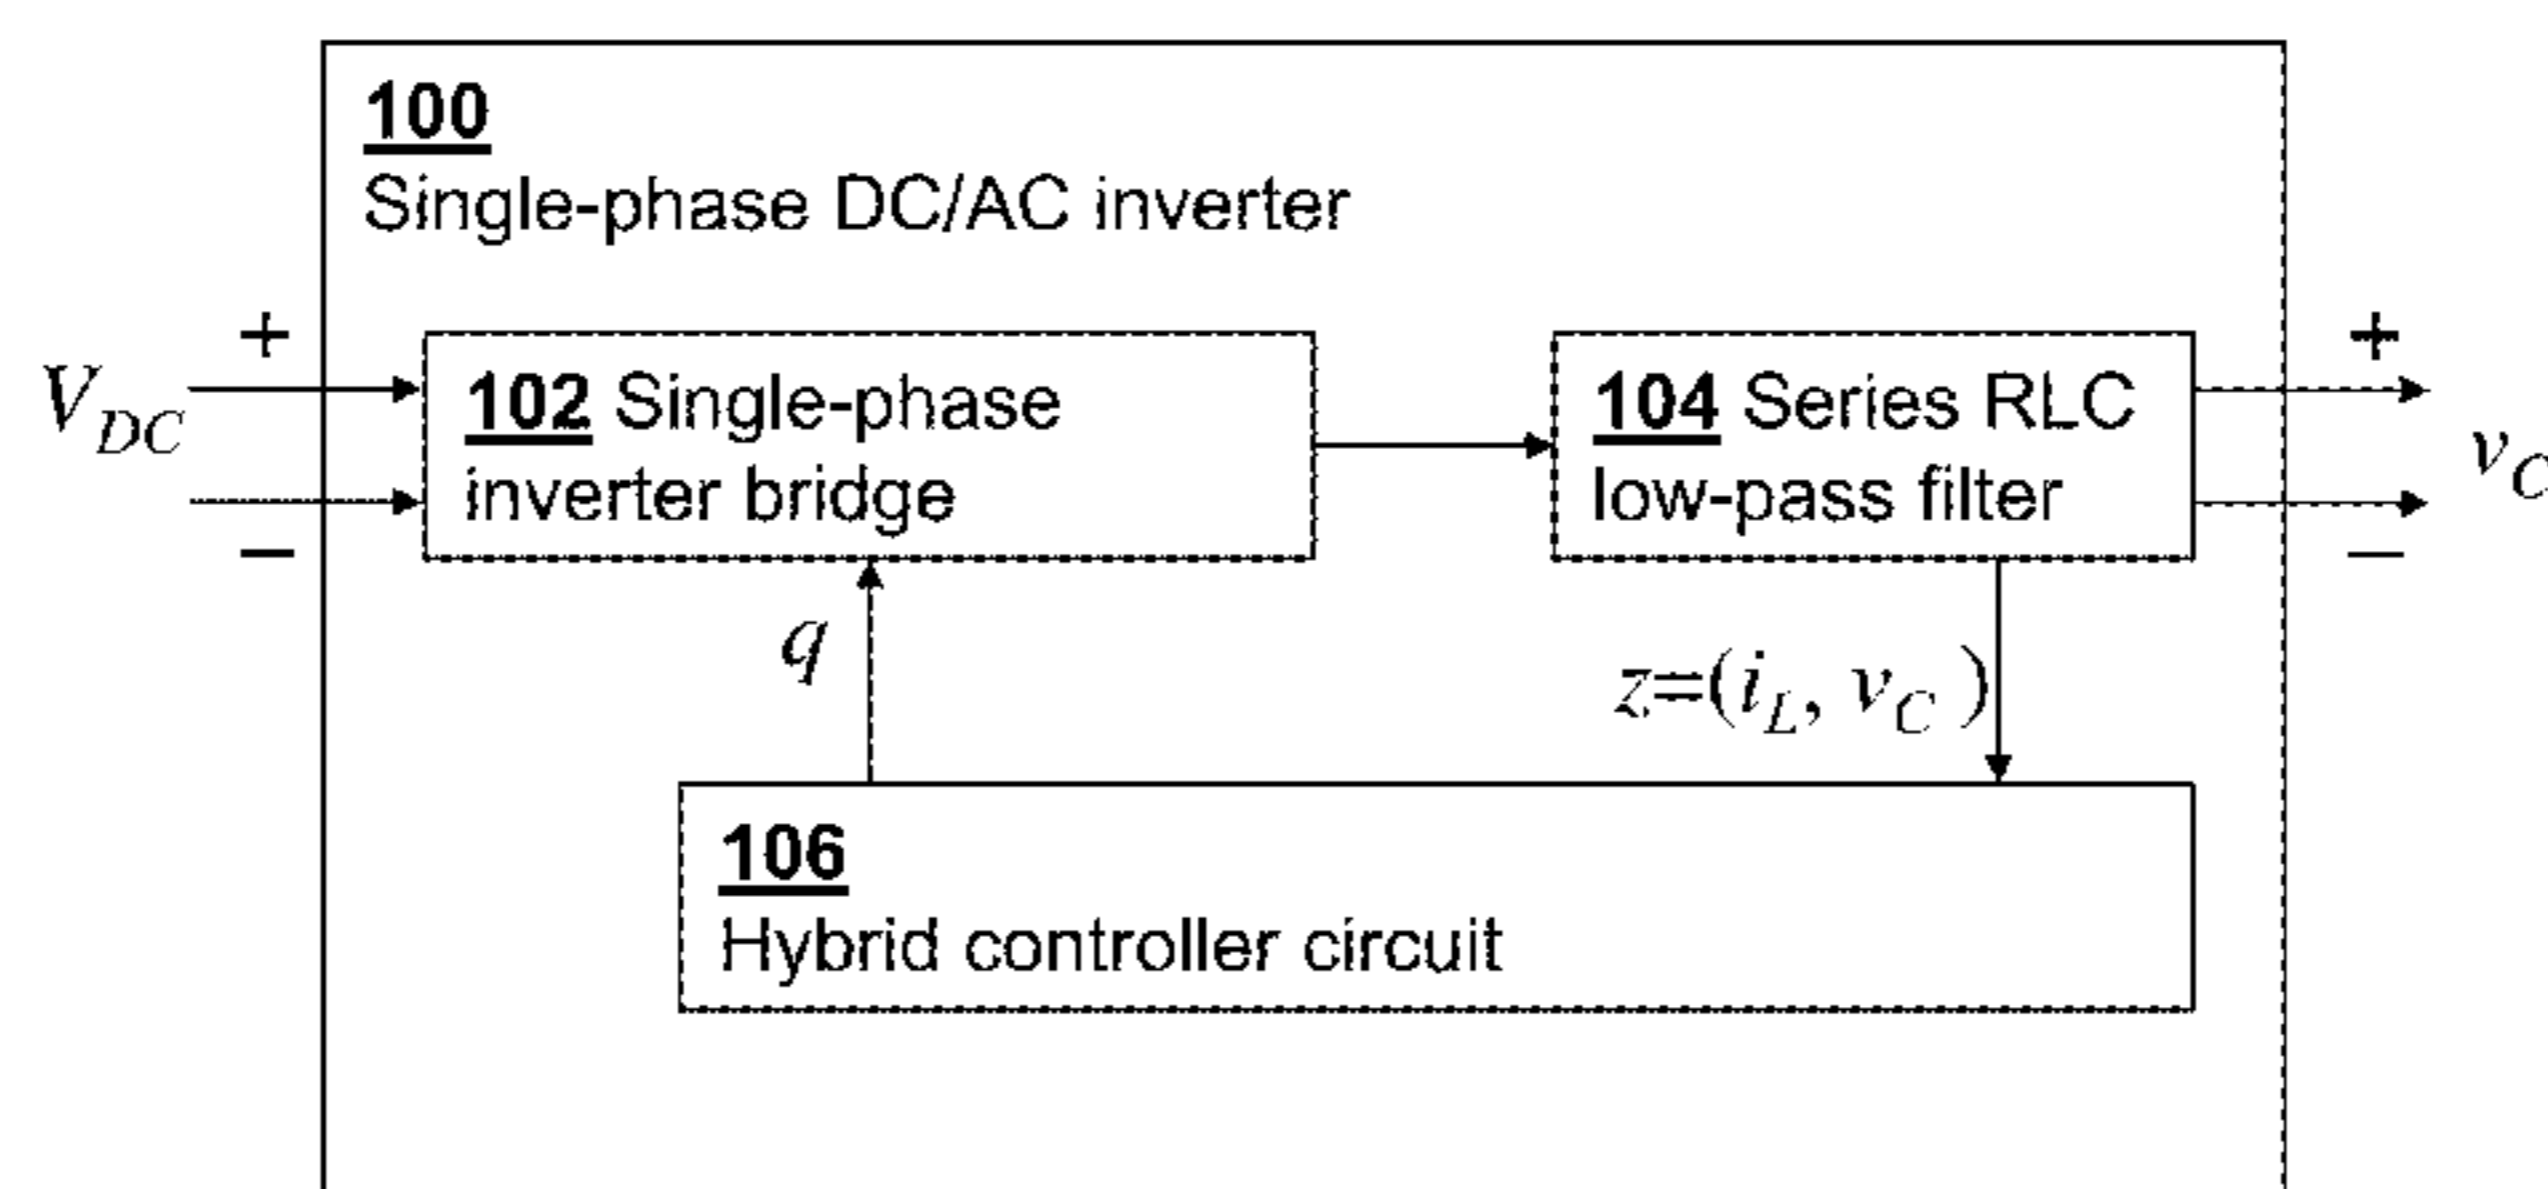 100
Single-phase DC/AC inverter
+
+
V_DC
102 Single-phase
inverter bridge
104 Series RLC
low-pass filter
v_C
−
−
q
z=(i_L, v_C )
106
Hybrid controller circuit